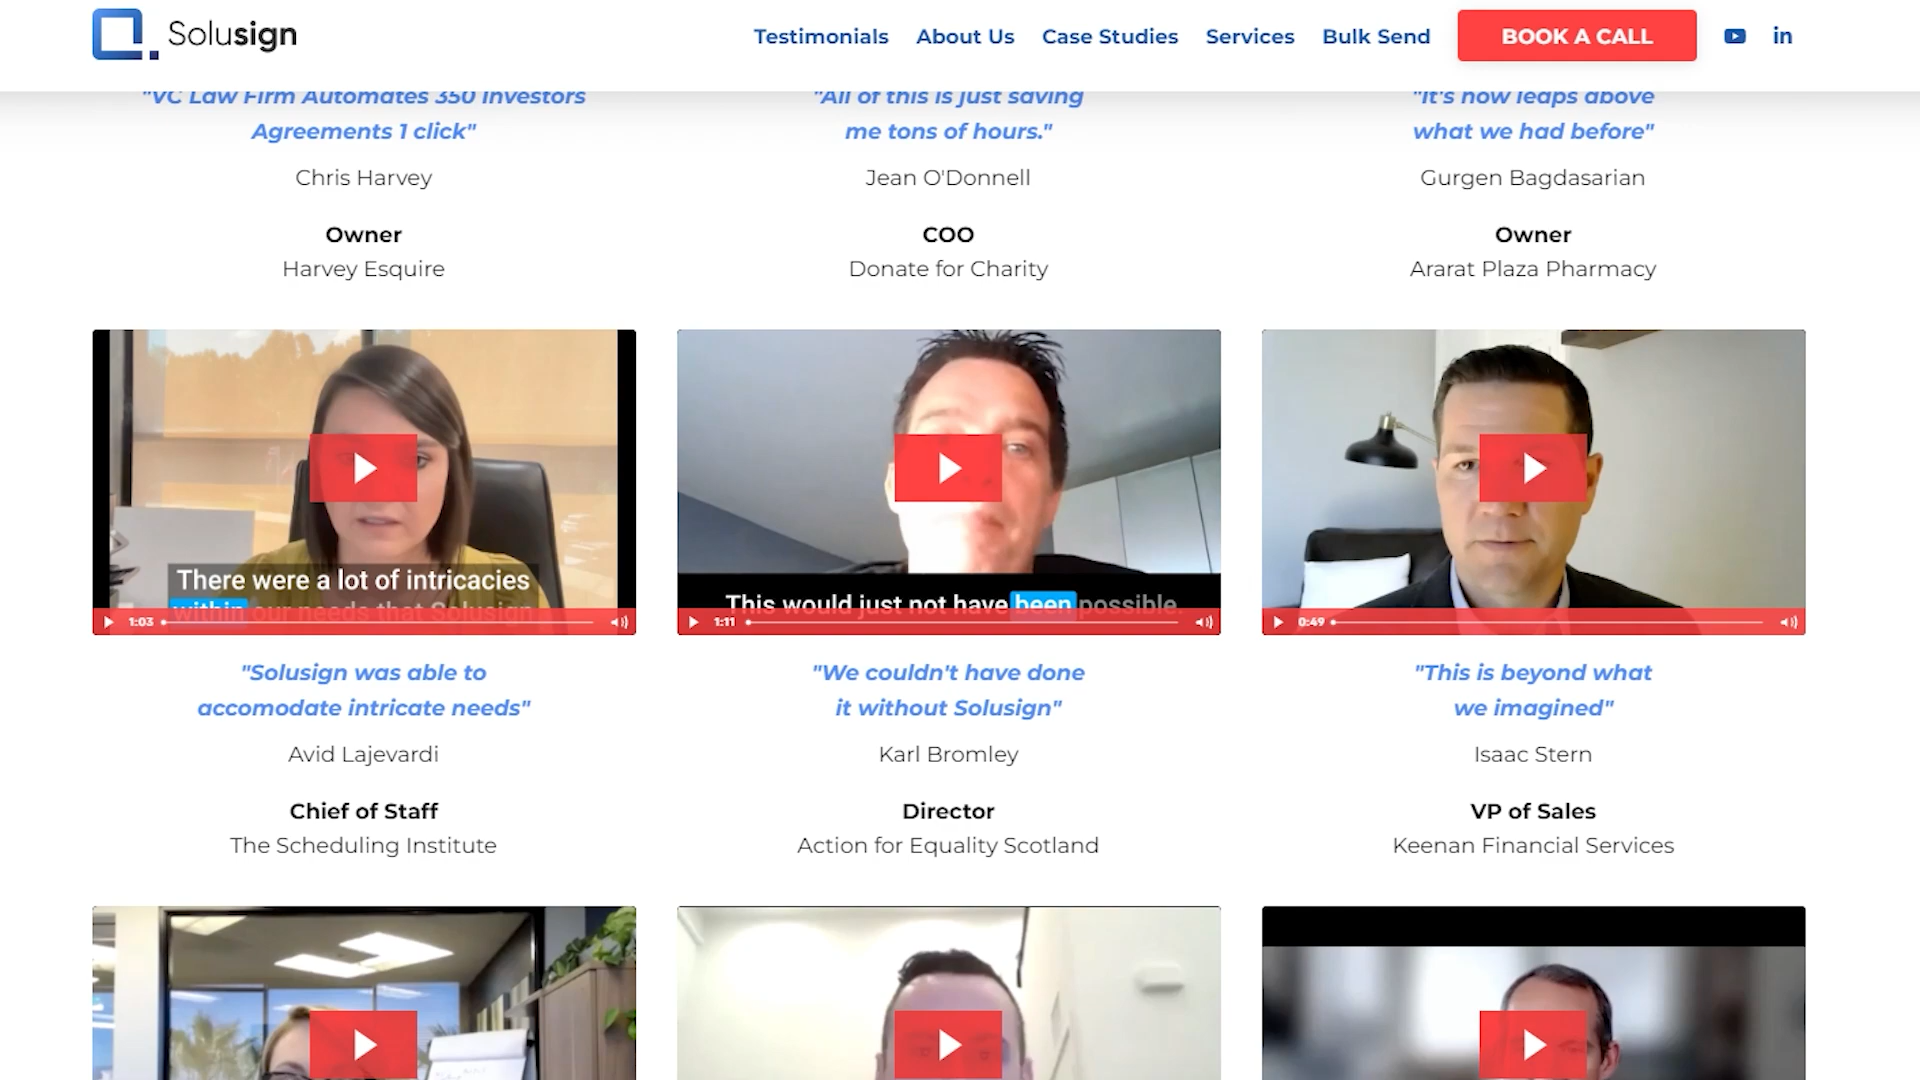 Solusign
Testimonials About Us Case Studies Services Bulk Send BOOK A CALL in
"VC Law Firm Automates 350 Investors
Agreements 1 click"
Chris Harvey
Owner
Harvey Esquire
"All of this is just saving
me tons of hours."
Jean O'Donnell
COO
Donate for Charity
"It's now leaps above
what we had before"
Gurgen Bagdasarian
Owner
Ararat Plaza Pharmacy
There were a lot of intricacies
within our needs that Solusign
1:03
"Solusign was able to
accomodate intricate needs"
Avid Lajevardi
Chief of Staff
The Scheduling Institute
This would just not have been possible.
1:11
"We couldn't have done
it without Solusign"
Karl Bromley
Director
Action for Equality Scotland
0:49
"This is beyond what
we imagined"
Isaac Stern
VP of Sales
Keenan Financial Services